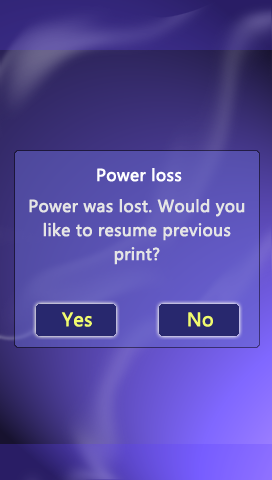 Power loss
Power was lost. Would you
like to resume previous
print?
Yes
No